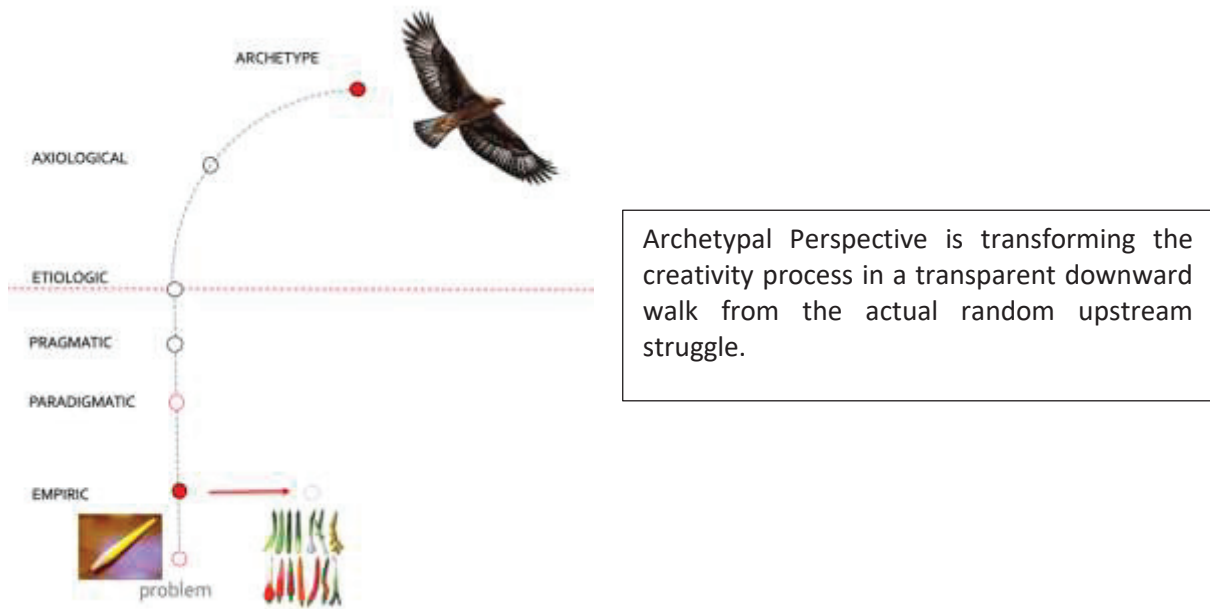 ARCHETYPE
AXIOLOGICAL
ETIOLOGIC
PRAGMATIC
PARADIGMATIC
EMPIRIC
problem
Archetypal Perspective is transforming the
creativity process in a transparent downward
walk from the actual random upstream
struggle.